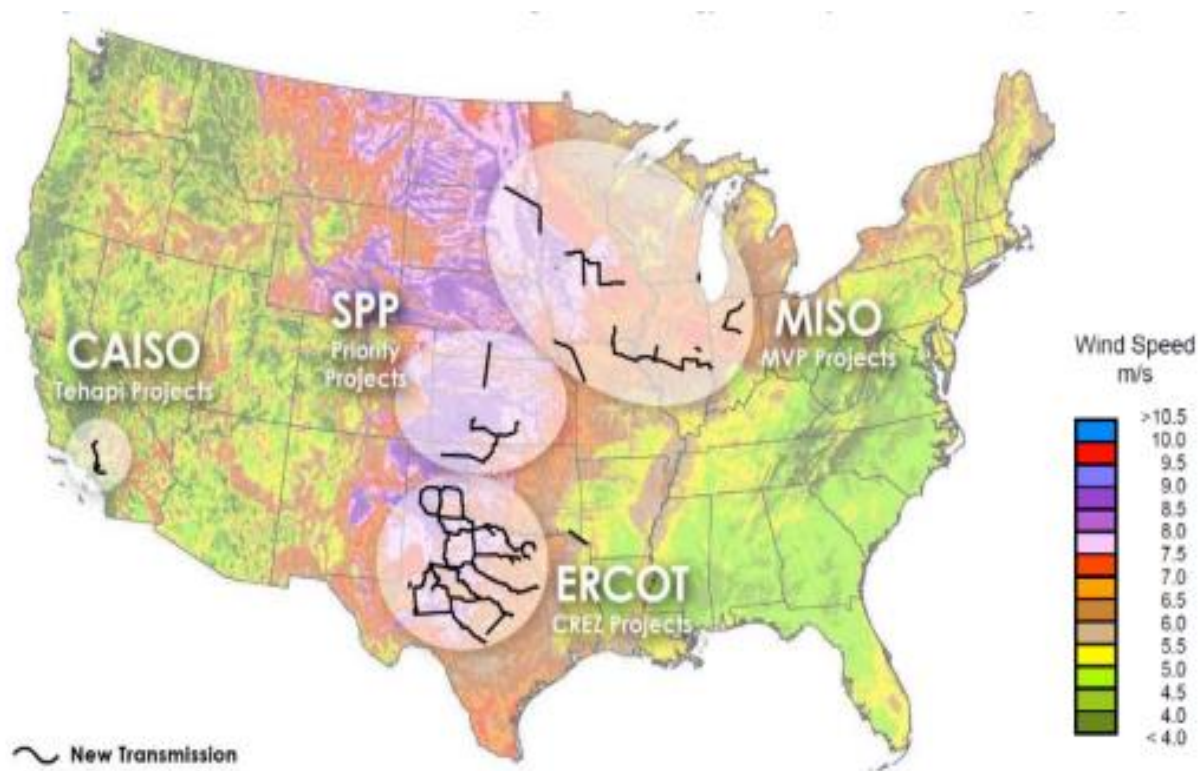 SPP
Priority
Projects
CAISO
Tehapi Projects
MISO
MVP Projects
ERCOT
CREZ Projects
Wind Speed
m/s
>10.5
10.0
9.5
9.0
8.5
8.0
7.5
7.0
6.5
6.0
5.5
5.0
4.5
4.0
< 4.0
New Transmission